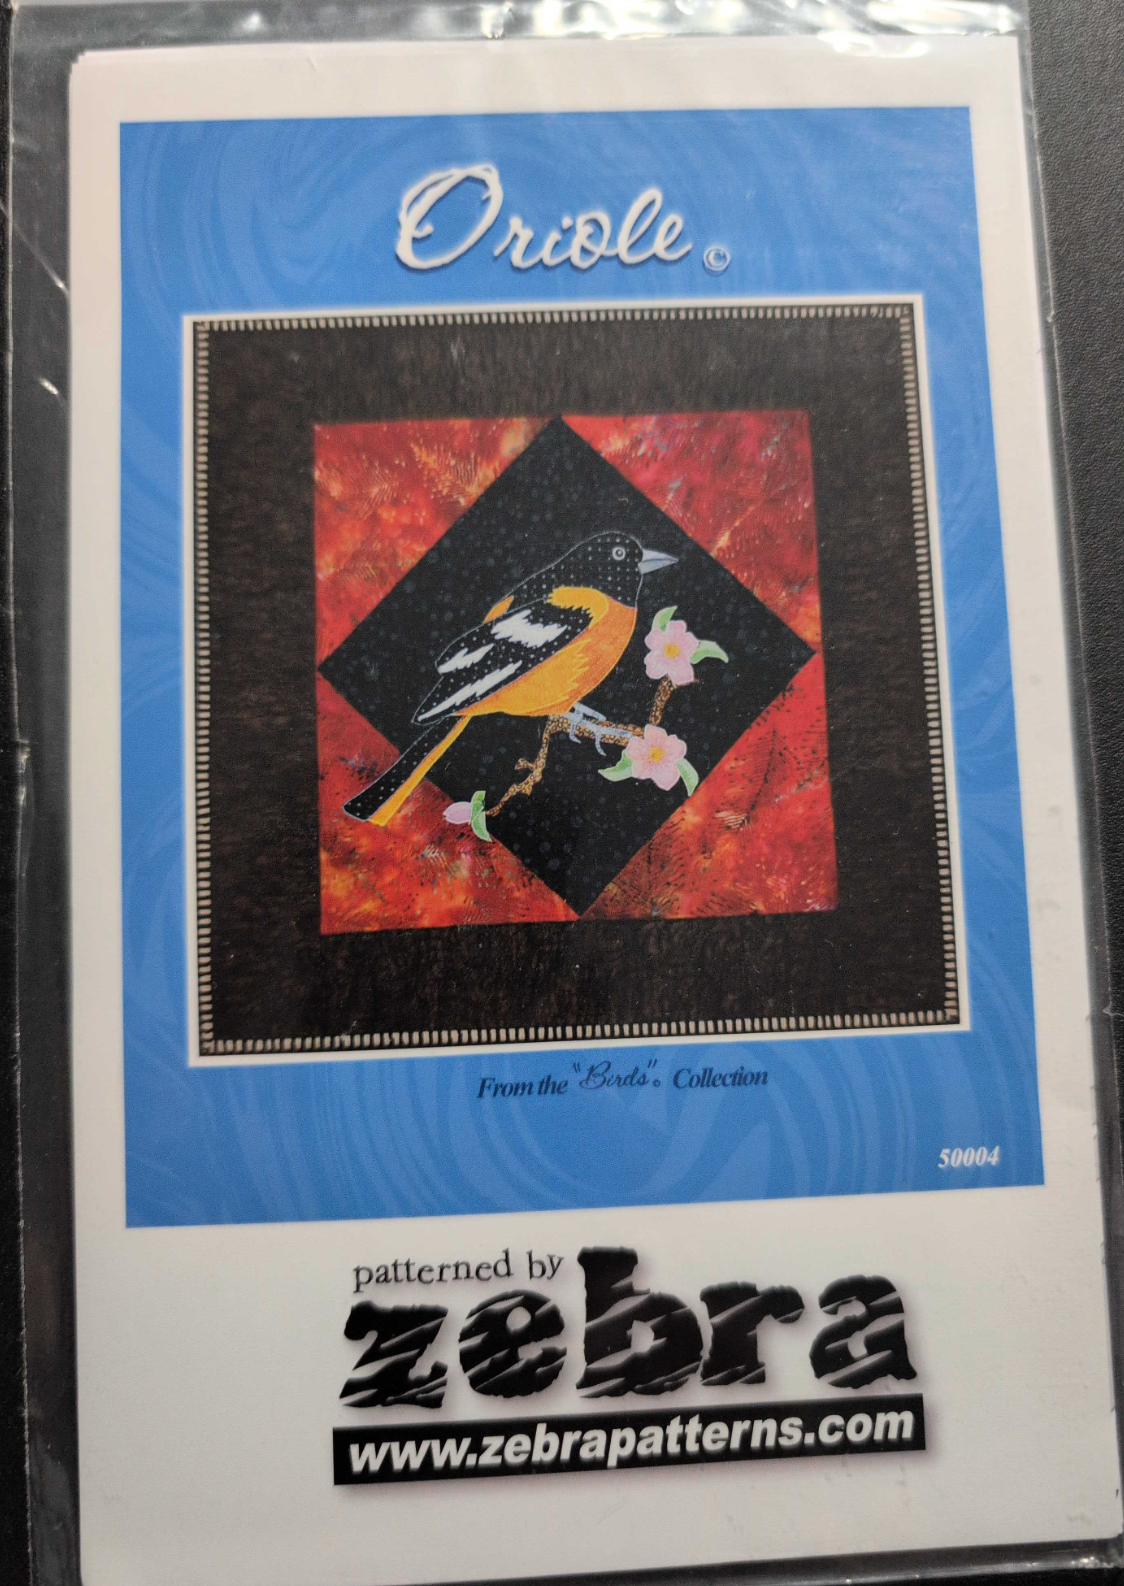 Oriole ©
From the "Birds"© Collection
50004
patterned by
zebra
www.zebrapatterns.com